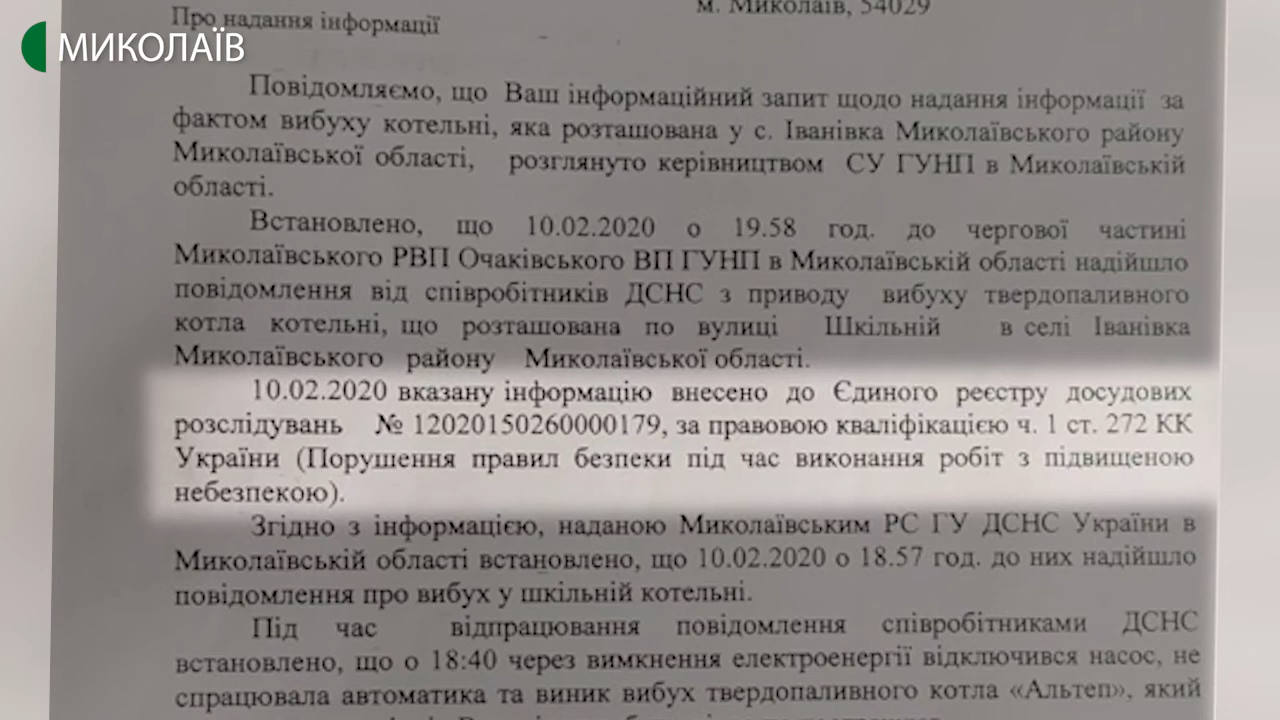 м. Миколаїв, 54029
Про надання інформації
МИКОЛАЇВ
Повідомляємо, що Ваш інформаційний запит щодо надання інформації за
фактом вибуху котельні, яка розташована у с. Іванівка Миколаївського району
Миколаївської області, розглянуто керівництвом СУ ГУНП в Миколаївській
області.
Встановлено, що 10.02.2020 о 19.58 год. до чергової частині
Миколаївського РВП Очаківського ВП ГУНП в Миколаївській області надійшло
повідомлення від співробітників ДСНС з приводу вибуху твердопаливного
котла котельні, що розташована по вулиці Шкільній в селі Іванівка
Миколаївського району Миколаївської області.
10.02.2020 вказану інформацію внесено до Єдиного реєстру досудових
розслідувань № 12020150260000179, за правовою кваліфікацією ч. 1 ст. 272 КК
України (Порушення правил безпеки під час виконання робіт з підвищеною
небезпекою).
Згідно з інформацією, наданою Миколаївським РС ГУ ДСНС України в
Миколаївській області встановлено, що 10.02.2020 о 18.57 год. до них надійшло
повідомлення про вибух у шкільній котельні.
Під час відпрацювання повідомлення співробітниками ДСНС
встановлено, що о 18:40 через вимкнення електроенергії відключився насос, не
спрацювала автоматика та виник вибух твердопаливного котла «Альтеп», який